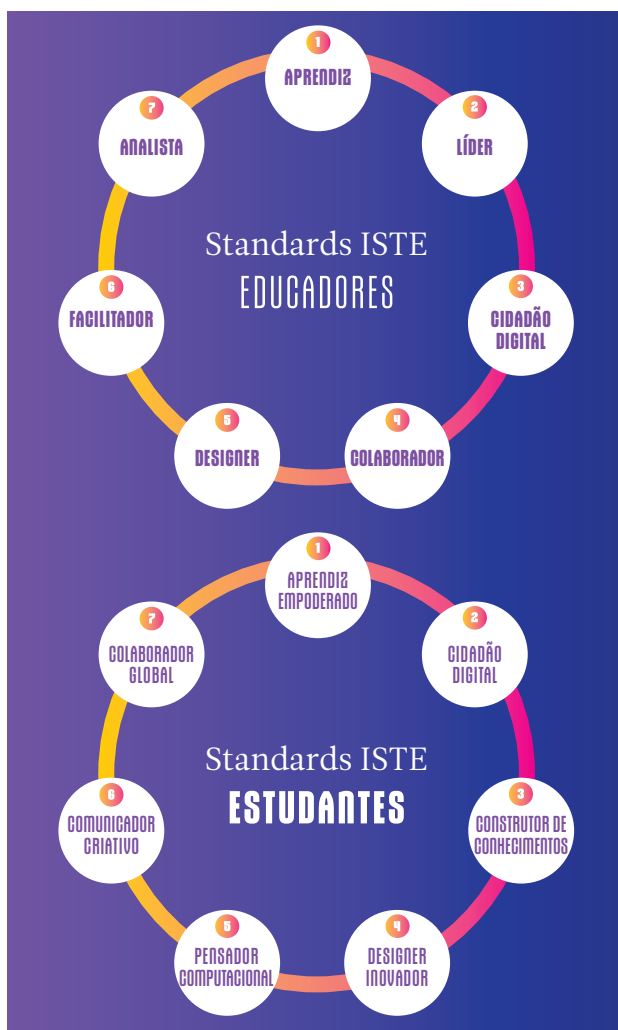 1
APRENDIZ
2
LÍDER
3
CIDADÃO
DIGITAL
4
COLABORADOR
5
DESIGNER
6
FACILITADOR
7
ANALISTA
Standards ISTE
EDUCADORES
1
APRENDIZ
EMPODERADO
2
CIDADÃO
DIGITAL
3
CONSTRUTOR DE
CONHECIMENTOS
4
DESIGNER
INOVADOR
5
PENSADOR
COMPUTACIONAL
6
COMUNICADOR
CRIATIVO
7
COLABORADOR
GLOBAL
Standards ISTE
ESTUDANTES